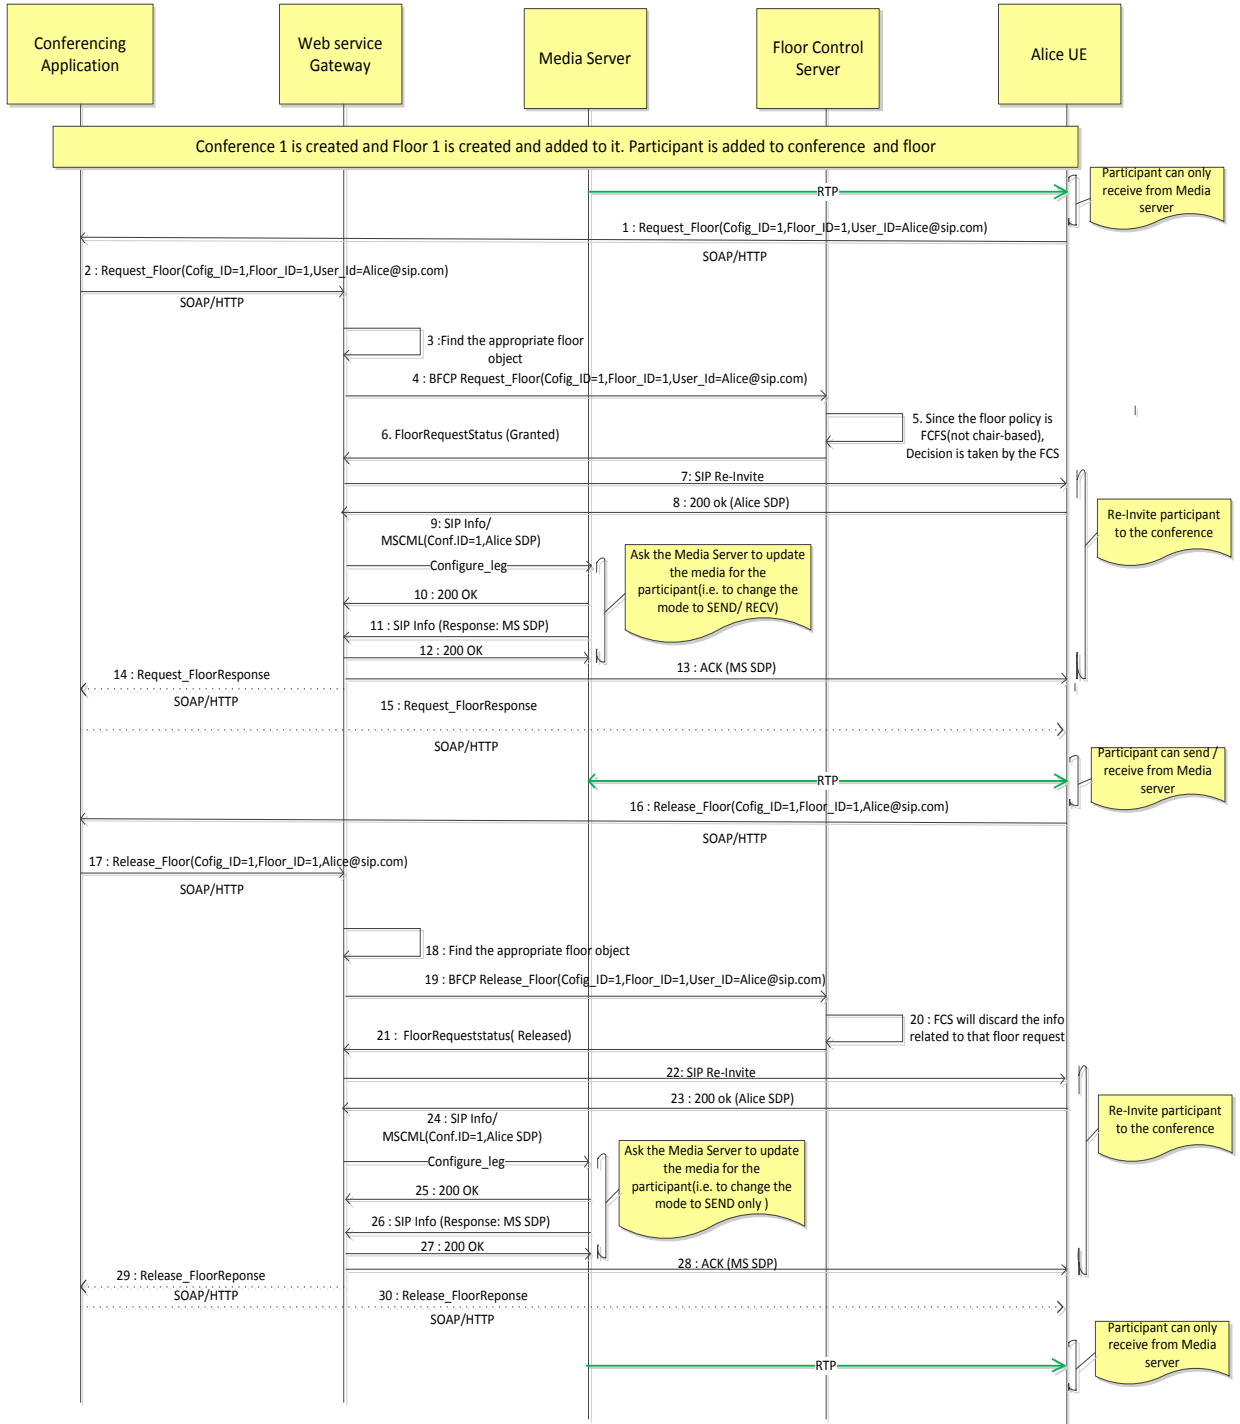 Conferencing
Application
Web service
Gateway
Media Server
Floor Control
Server
Alice UE
Conference 1 is created and Floor 1 is created and added to it. Participant is added to conference  and floor
RTP
Participant can only
receive from Media
server
1 : Request_Floor(Cofig_ID=1,Floor_ID=1,User_ID=Alice@sip.com)
SOAP/HTTP
2 : Request_Floor(Cofig_ID=1,Floor_ID=1,User_Id=Alice@sip.com)
SOAP/HTTP
3 :Find the appropriate floor
object
4 : BFCP Request_Floor(Cofig_ID=1,Floor_ID=1,User_Id=Alice@sip.com)
5. Since the floor policy is
FCFS(not chair-based),
Decision is taken by the FCS
6. FloorRequestStatus (Granted)
7: SIP Re-Invite
8 : 200 ok (Alice SDP)
Re-Invite participant
to the conference
9: SIP Info/
MSCML(Conf.ID=1,Alice SDP)
Configure_leg
Ask the Media Server to update
the media for the
participant(i.e. to change the
mode to SEND/ RECV)
10 : 200 OK
11 : SIP Info (Response: MS SDP)
12 : 200 OK
13 : ACK (MS SDP)
14 : Request_FloorResponse
SOAP/HTTP
15 : Request_FloorResponse
SOAP/HTTP
RTP
Participant can send /
receive from Media
server
16 : Release_Floor(Cofig_ID=1,Floor_ID=1,Alice@sip.com)
SOAP/HTTP
17 : Release_Floor(Cofig_ID=1,Floor_ID=1,Alice@sip.com)
SOAP/HTTP
18 : Find the appropriate floor object
19 : BFCP Release_Floor(Cofig_ID=1,Floor_ID=1,User_ID=Alice@sip.com)
20 : FCS will discard the info
related to that floor request
21 :  FloorRequeststatus( Released)
22: SIP Re-Invite
23 : 200 ok (Alice SDP)
Re-Invite participant
to the conference
24 : SIP Info/
MSCML(Conf.ID=1,Alice SDP)
Configure_leg
Ask the Media Server to update
the media for the
participant(i.e. to change the
mode to SEND only )
25 : 200 OK
26 : SIP Info (Response: MS SDP)
27 : 200 OK
28 : ACK (MS SDP)
29 : Release_FloorReponse
SOAP/HTTP
30 : Release_FloorReponse
SOAP/HTTP
RTP
Participant can only
receive from Media
server